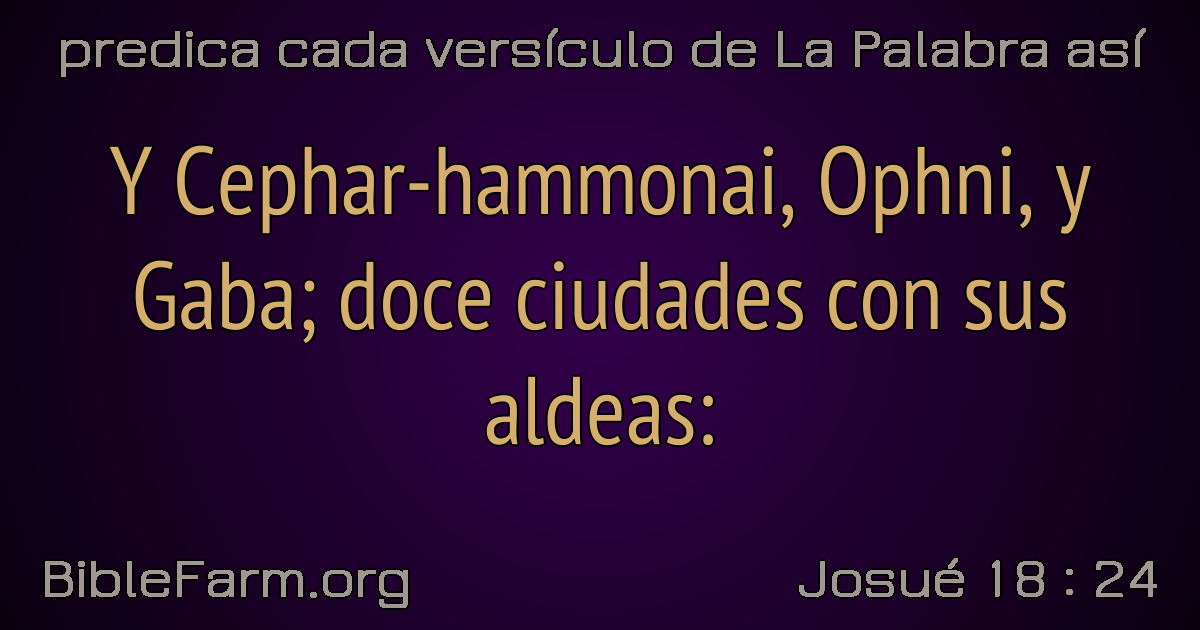 predica cada versículo de La Palabra así
Y Cephar-hammonai, Ophni, y
Gaba; doce ciudades con sus
aldeas:
BibleFarm.org
Josué 18 : 24